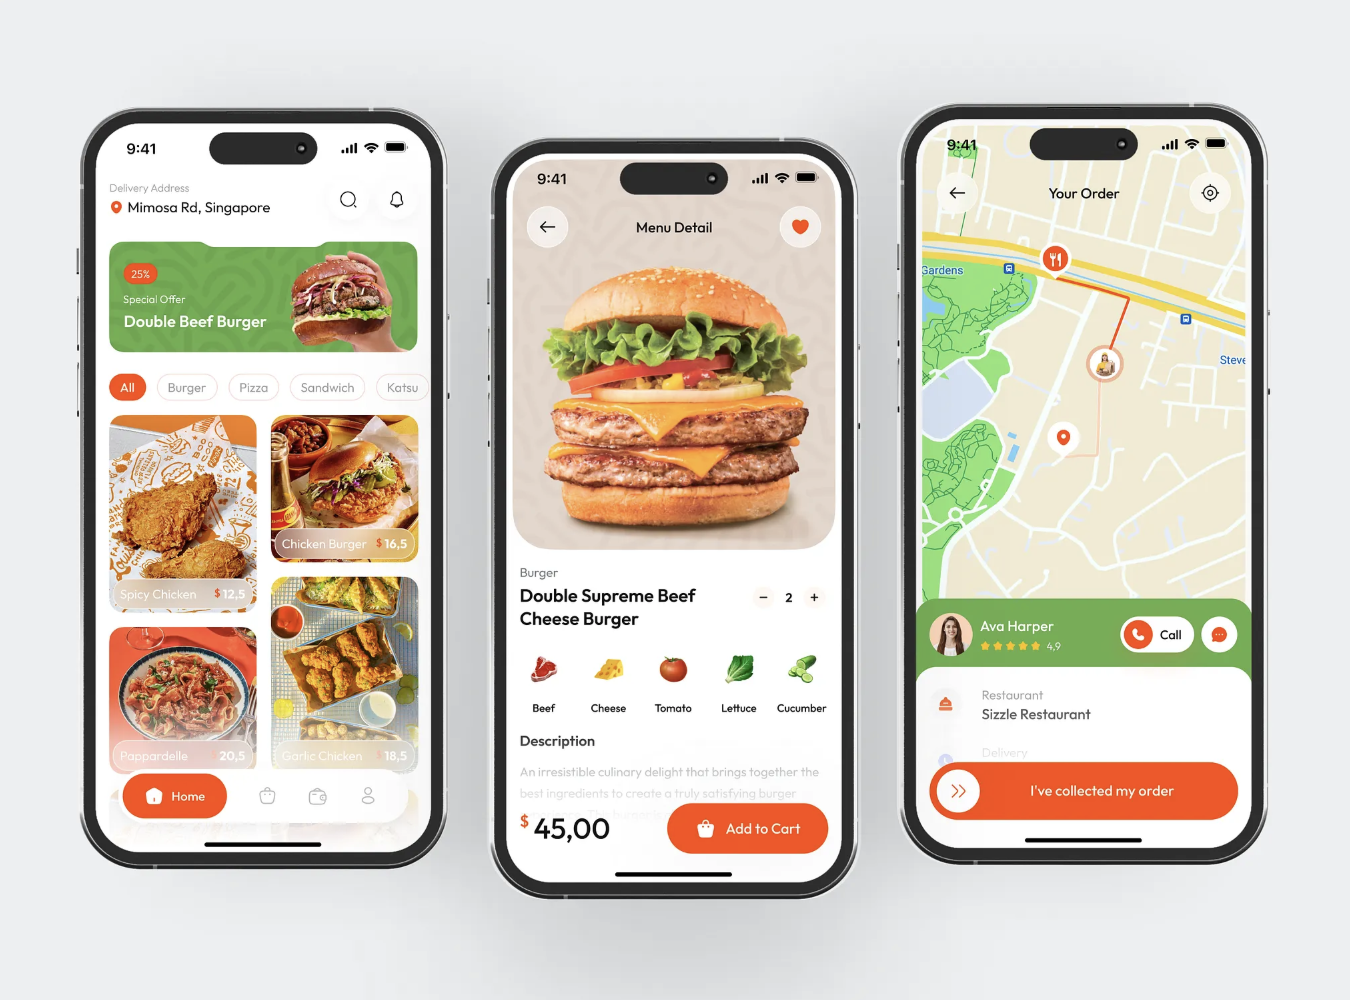 9:41
Delivery Address
Mimosa Rd, Singapore
25%
Special Offer
Double Beef Burger
All
Burger
Pizza
Sandwich
Katsu
Spicy Chicken
$ 12,5
Chicken Burger
$ 16,5
Pappardelle
20,5
Garlic Chicken
18,5
Home
9:41
Menu Detail
Burger
Double Supreme Beef
Cheese Burger
− 2 +
Beef
Cheese
Tomato
Lettuce
Cucumber
Description
An irresistible culinary delight that brings together the
best ingredients to create a truly satisfying burger
$ 45,00
Add to Cart
9:41
Your Order
Gardens
Steve
Ava Harper
4,9
Call
Restaurant
Sizzle Restaurant
Delivery
I've collected my order